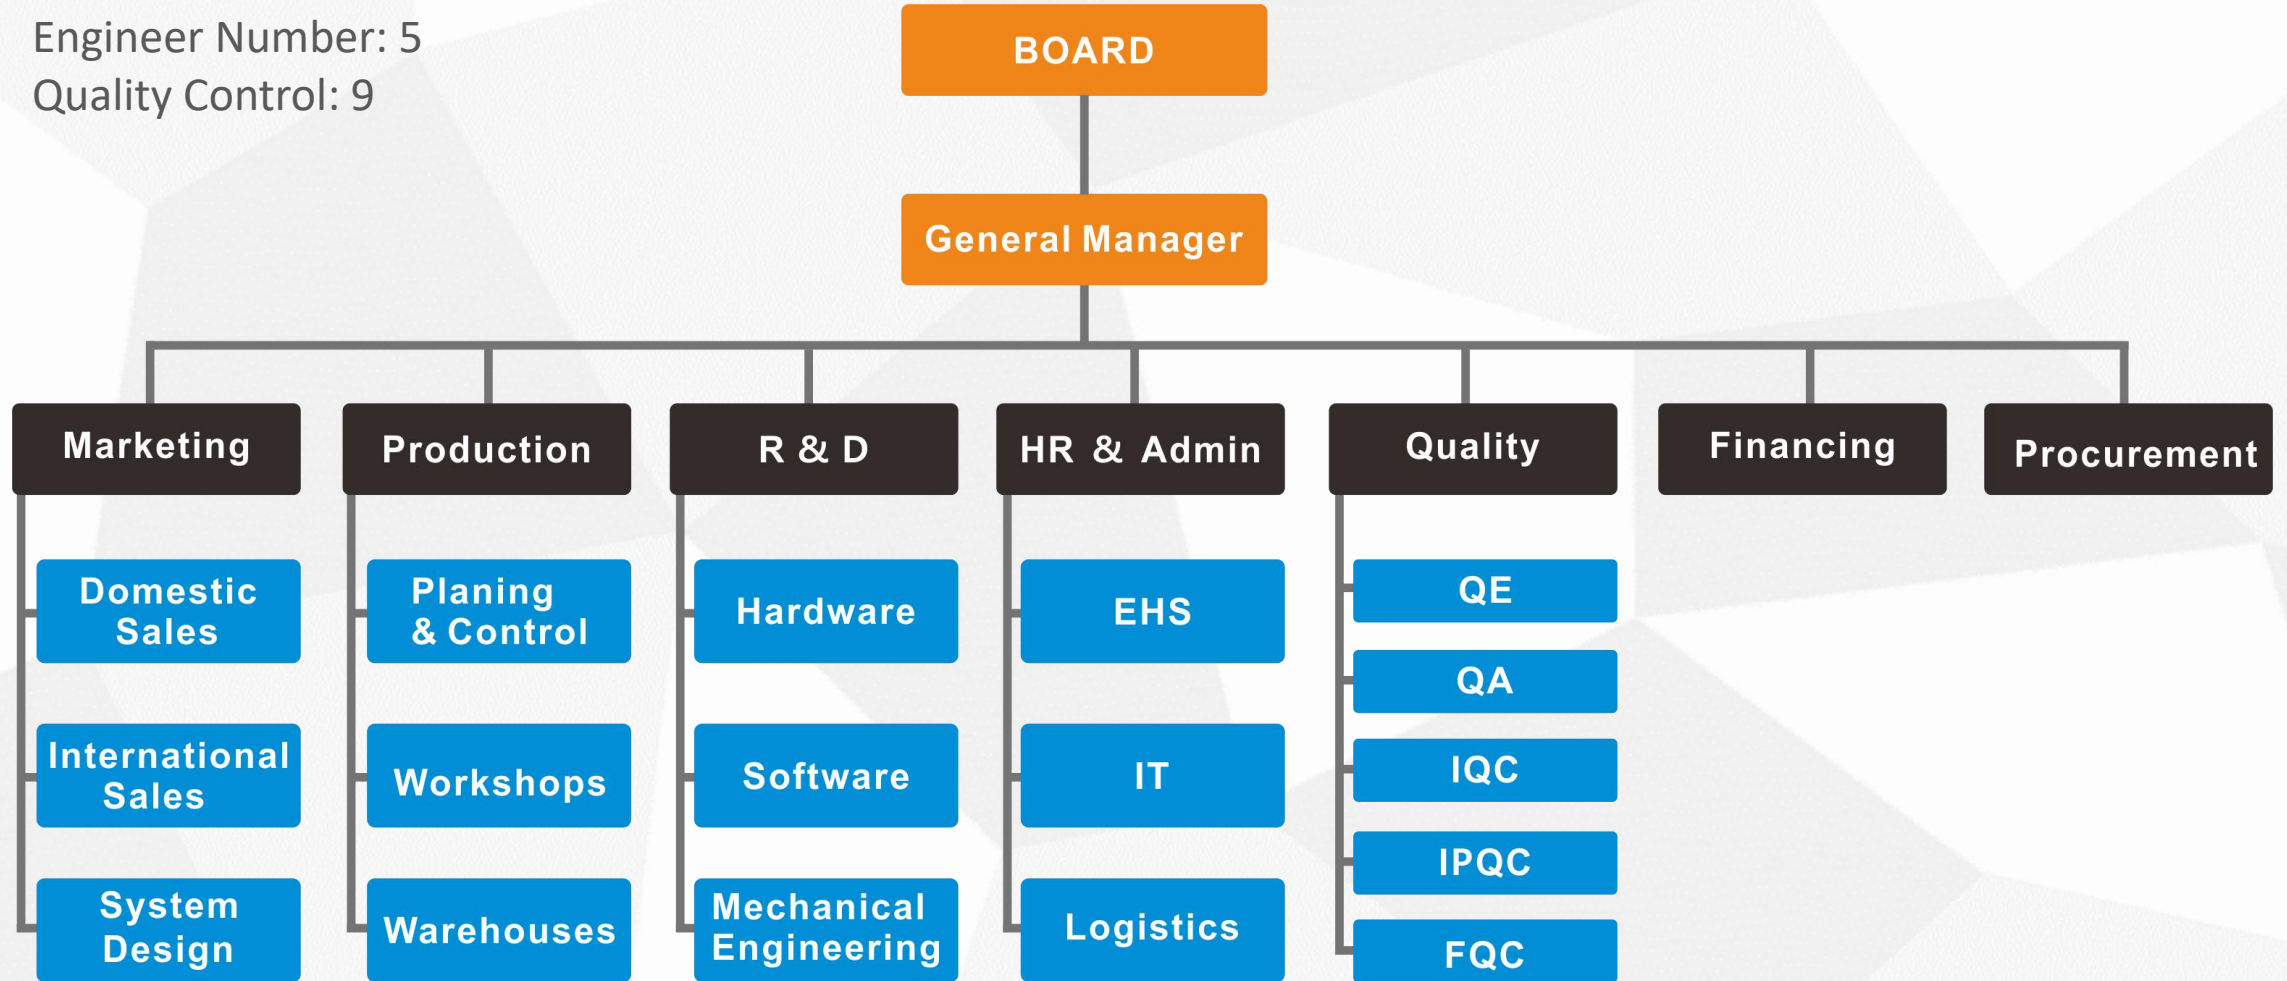 Engineer Number: 5
Quality Control: 9
BOARD
General Manager
Marketing
Production
R & D
HR & Admin
Quality
Financing
Procurement
Domestic
Sales
International
Sales
System
Design
Planing
& Control
Workshops
Warehouses
Hardware
Software
Mechanical
Engineering
EHS
IT
Logistics
QE
QA
IQC
IPQC
FQC